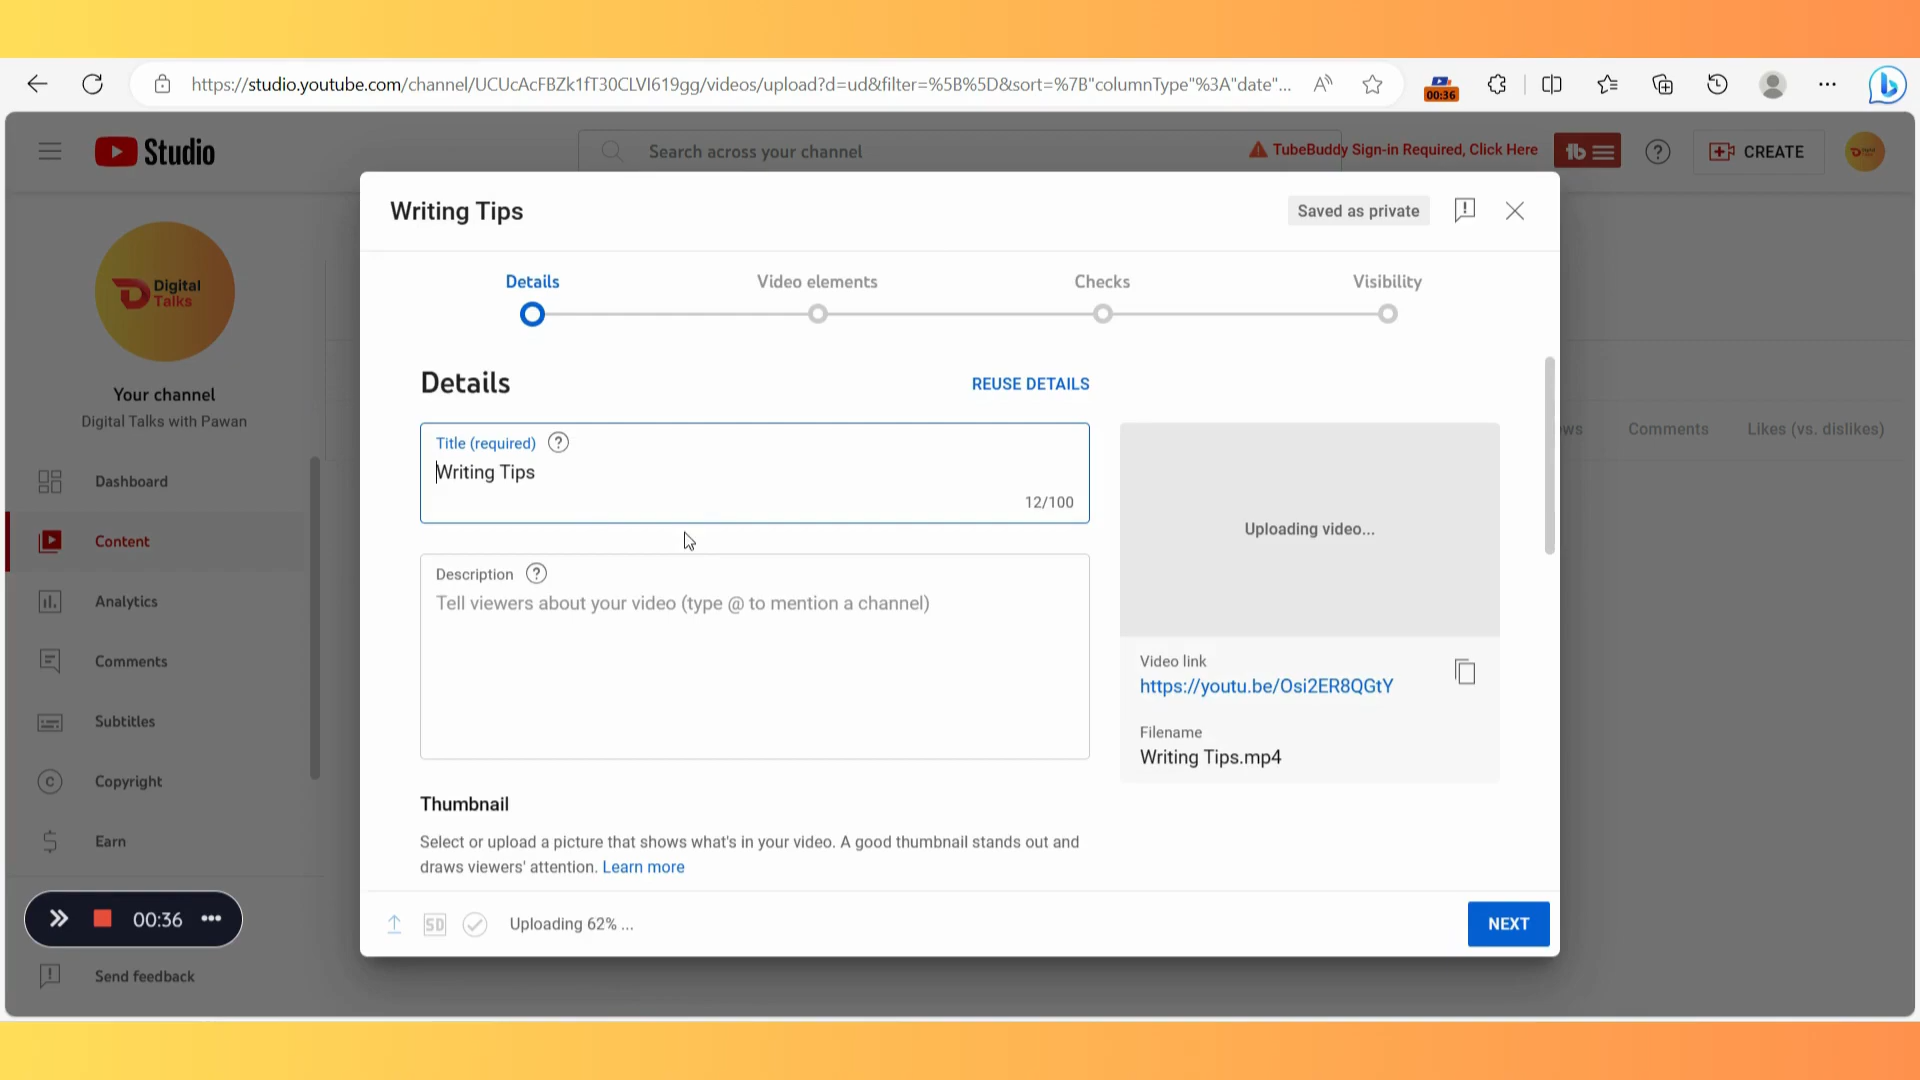 https://studio.youtube.com/channel/UCUcAcFBZk1fT30CLVI619gg/videos/upload?d=ud&filter=%5B%5D&sort=%7B"columnType"%3A"date"...
00:36
Studio
Search across your channel
TubeBuddy Sign-in Required, Click Here
tb
CREATE
Digital Talks
Your channel
Digital Talks with Pawan
Dashboard
Content
Analytics
Comments
Subtitles
Copyright
Earn
00:36
Send feedback
Writing Tips
Saved as private
Details
Video elements
Checks
Visibility
Details
REUSE DETAILS
Title (required)
Writing Tips
12/100
Description
Tell viewers about your video (type @ to mention a channel)
Uploading video...
Video link
https://youtu.be/Osi2ER8QGtY
Filename
Writing Tips.mp4
Thumbnail
Select or upload a picture that shows what's in your video. A good thumbnail stands out and
draws viewers' attention. Learn more
SD
Uploading 62% ...
NEXT
Comments
Likes (vs. dislikes)